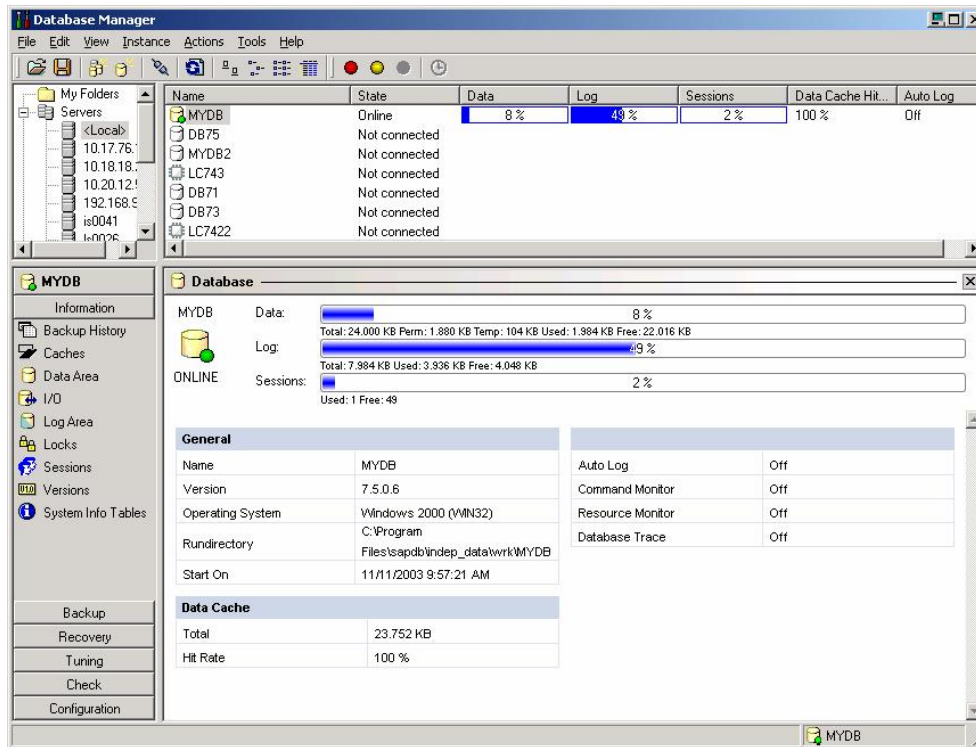 Database Manager
File Edit View Instance Actions Tools Help
My Folders
Servers
<Local>
10.17.76.
10.18.18.
10.20.12.
192.168.9
is0041
Name State Data Log Sessions Data Cache Hit... Auto Log
MYDB Online 8 % 49 % 2 % 100 % Off
DB75 Not connected
MYDB2 Not connected
LC743 Not connected
DB71 Not connected
DB73 Not connected
LC7422 Not connected
MYDB
Information
Backup History
Caches
Data Area
I/O
Log Area
Locks
Sessions
Versions
System Info Tables
Backup
Recovery
Tuning
Check
Configuration
Database
MYDB
ONLINE
Data: 8 %
Total: 24.000 KB Perm: 1.880 KB Temp: 104 KB Used: 1.984 KB Free: 22.016 KB
Log: 49 %
Total: 7.984 KB Used: 3.936 KB Free: 4.048 KB
Sessions: 2 %
Used: 1 Free: 49
General
Name MYDB
Version 7.5.0.6
Operating System Windows 2000 (WIN32)
Rundirectory C:\Program
Files\sapdb\indep_data\wrk\MYDB
Start On 11/11/2003 9:57:21 AM
Auto Log Off
Command Monitor Off
Resource Monitor Off
Database Trace Off
Data Cache
Total 23.752 KB
Hit Rate 100 %
MYDB